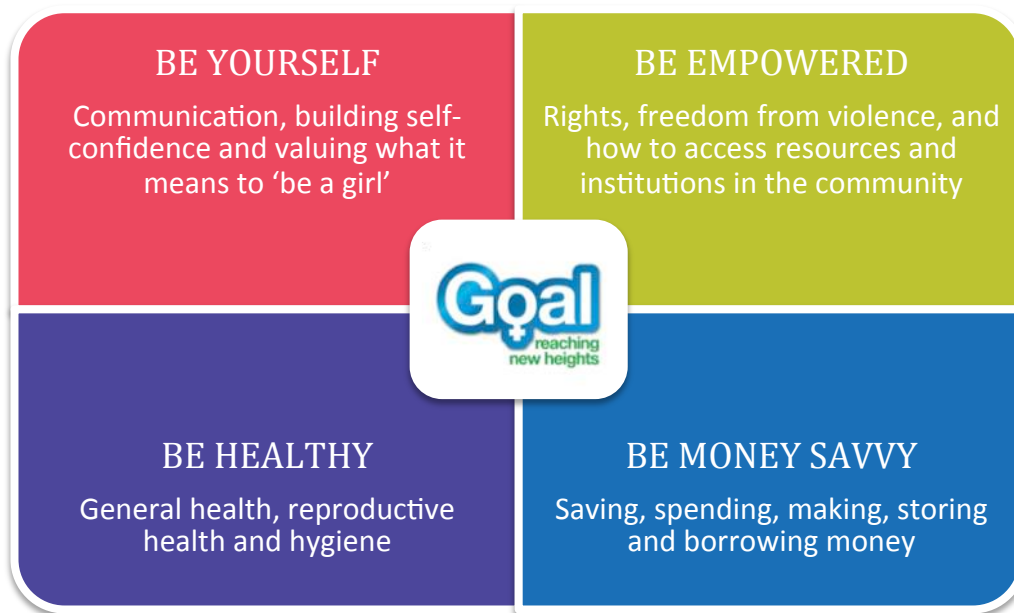 BE YOURSELF
Communication, building self-
confidence and valuing what it
means to ‘be a girl’
BE EMPOWERED
Rights, freedom from violence, and
how to access resources and
institutions in the community
Goal
reaching
new heights
BE HEALTHY
General health, reproductive
health and hygiene
BE MONEY SAVVY
Saving, spending, making, storing
and borrowing money